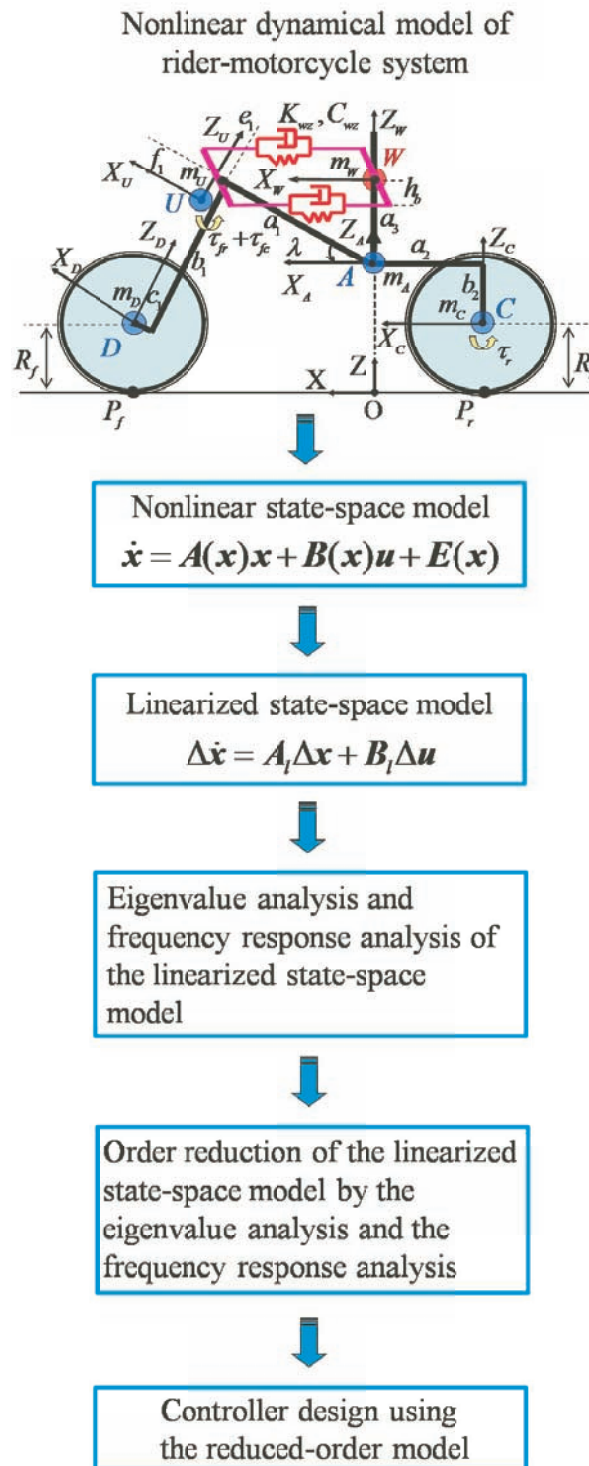 Nonlinear dynamical model of
rider-motorcycle system
K_wz, C_wz
Z_U e_1 Z_W
X_U f_1 m_U X_W m_W W
U h_b
Z_D b_1 τ_fr + τ_fc a_1 λ Z_A a_3 a_2 Z_C
X_D X_A A m_A b_2
m_D c_1 m_C C
D X_C τ_r
R_f X Z R
P_f O P_r
Nonlinear state-space model
ẋ = A(x)x + B(x)u + E(x)
Linearized state-space model
Δẋ = A_lΔx + B_lΔu
Eigenvalue analysis and
frequency response analysis of
the linearized state-space
model
Order reduction of the linearized
state-space model by the
eigenvalue analysis and the
frequency response analysis
Controller design using
the reduced-order model